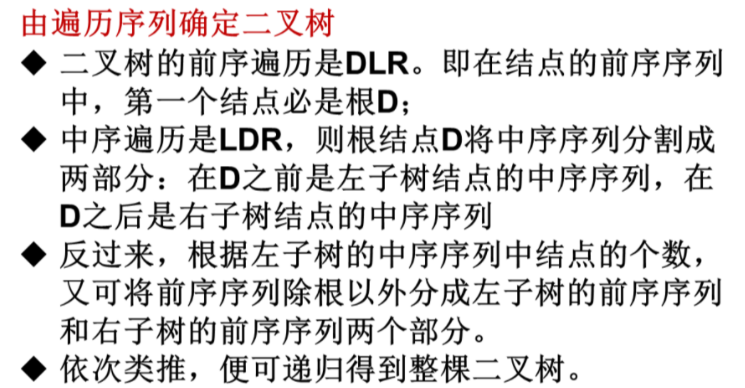 由遍历序列确定二叉树
◆ 二叉树的前序遍历是DLR。即在结点的前序序列
中，第一个结点必是根D；
◆ 中序遍历是LDR，则根结点D将中序序列分割成
两部分：在D之前是左子树结点的中序序列，在
D之后是右子树结点的中序序列
◆ 反过来，根据左子树的中序序列中结点的个数，
又可将前序序列除根以外分成左子树的前序序列
和右子树的前序序列两个部分。
◆ 依次类推，便可递归得到整棵二叉树。